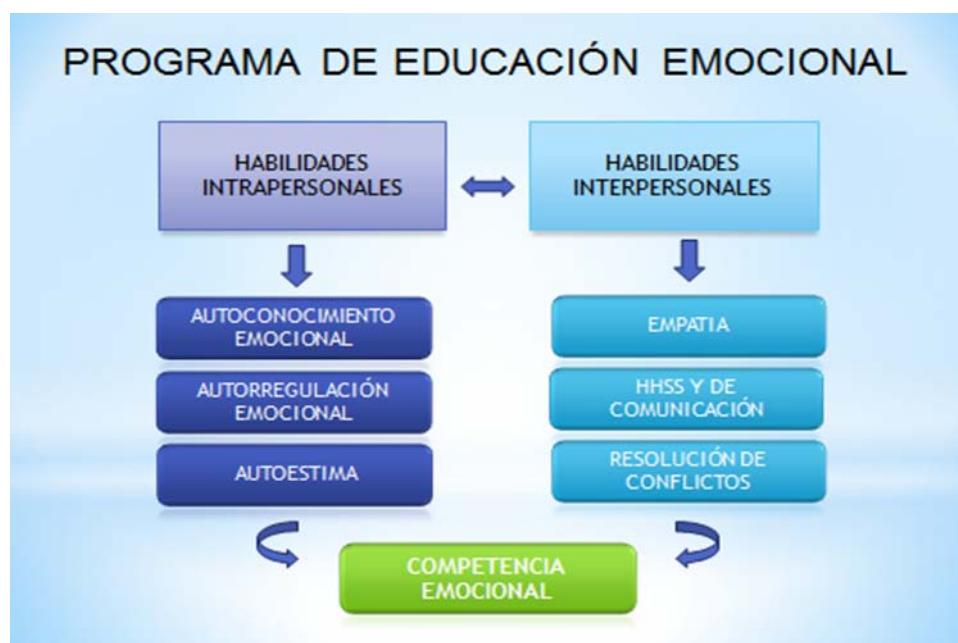 PROGRAMA DE EDUCACIÓN EMOCIONAL
HABILIDADES
INTRAPERSONALES
HABILIDADES
INTERPERSONALES
AUTOCONOCIMIENTO
EMOCIONAL
AUTORREGULACIÓN
EMOCIONAL
AUTOESTIMA
EMPATIA
HHSS Y DE
COMUNICACIÓN
RESOLUCIÓN DE
CONFLICTOS
COMPETENCIA
EMOCIONAL